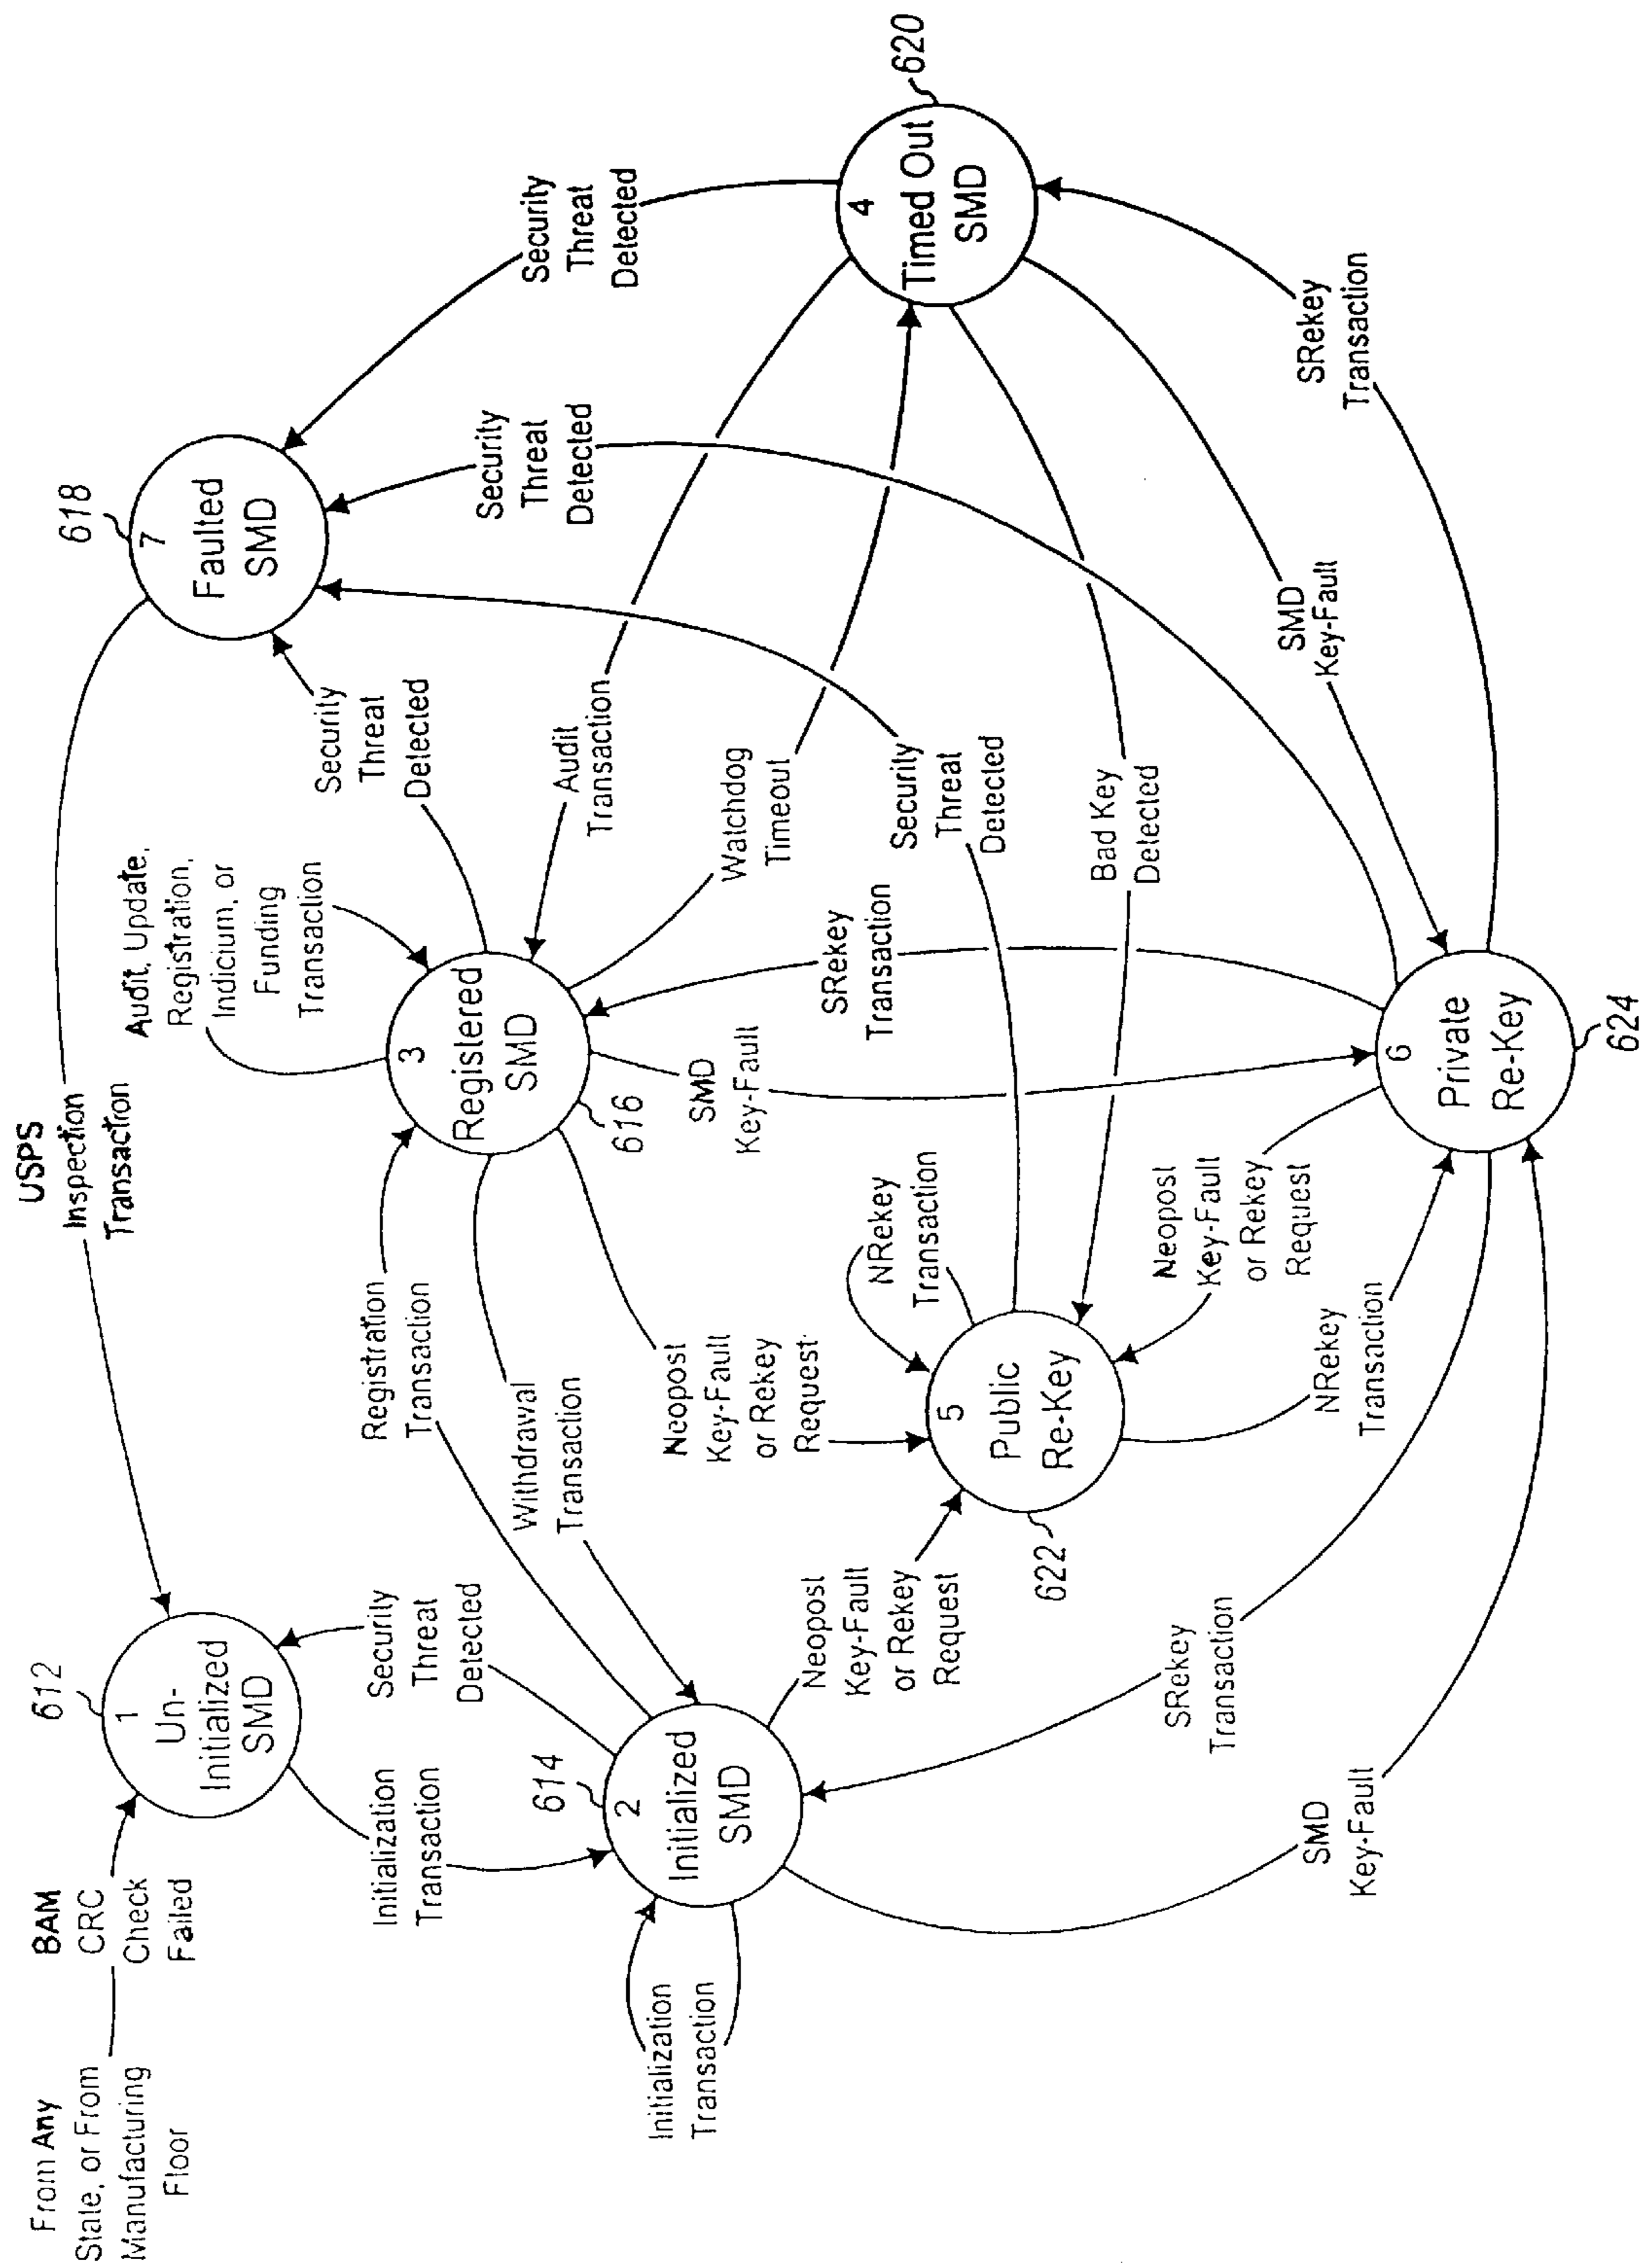 From Any
State, or From
Manufacturing
Floor
BAM
CRC
Check
Failed
USPS
Inspection
Transaction
612
1
Un-
Initialized
SMD
618
7
Faulted
SMD
Security
Threat
Detected
Initialization
Transaction
Security
Threat
Detected
Registration
Transaction
Audit, Update,
Registration,
Indicium, or
Funding
Transaction
Security
Threat
Detected
Security
Threat
Detected
614
2
Initialized
SMD
Initialization
Transaction
Withdrawal
Transaction
3
Registered
SMD
616
Audit
Transaction
Watchdog
Timeout
4
Timed Out
SMD
620
Neopost
Key-Fault
or Rekey
Request
Neopost
Key-Fault
or Rekey
Request
SMD
Key-Fault
SRekey
Transaction
Security
Threat
Detected
NRekey
Transaction
5
Public
Re-Key
622
Bad Key
Detected
Neopost
Key-Fault
or Rekey
Request
NRekey
Transaction
SMD
Key-Fault
SRekey
Transaction
SRekey
Transaction
SMD
Key-Fault
6
Private
Re-Key
624